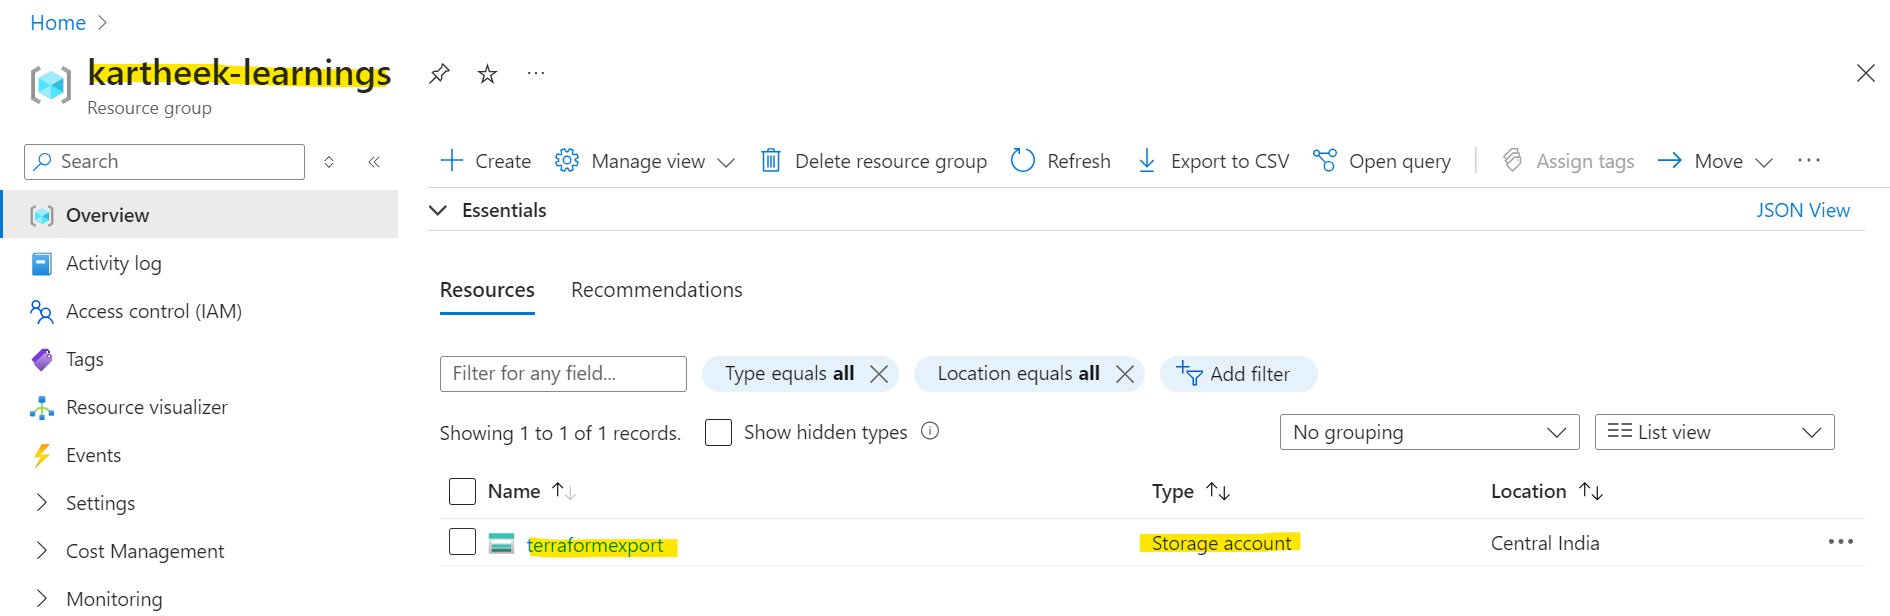 Home
kartheek-learnings
Resource group
Search
Create Manage view Delete resource group Refresh Export to CSV Open query Assign tags Move
Overview
Essentials JSON View
Activity log
Resources Recommendations
Access control (IAM)
Tags
Filter for any field... Type equals all Location equals all Add filter
Resource visualizer
Showing 1 to 1 of 1 records. Show hidden types No grouping List view
Events
Name Type Location
Settings
terraformexport Storage account Central India
Cost Management
Monitoring